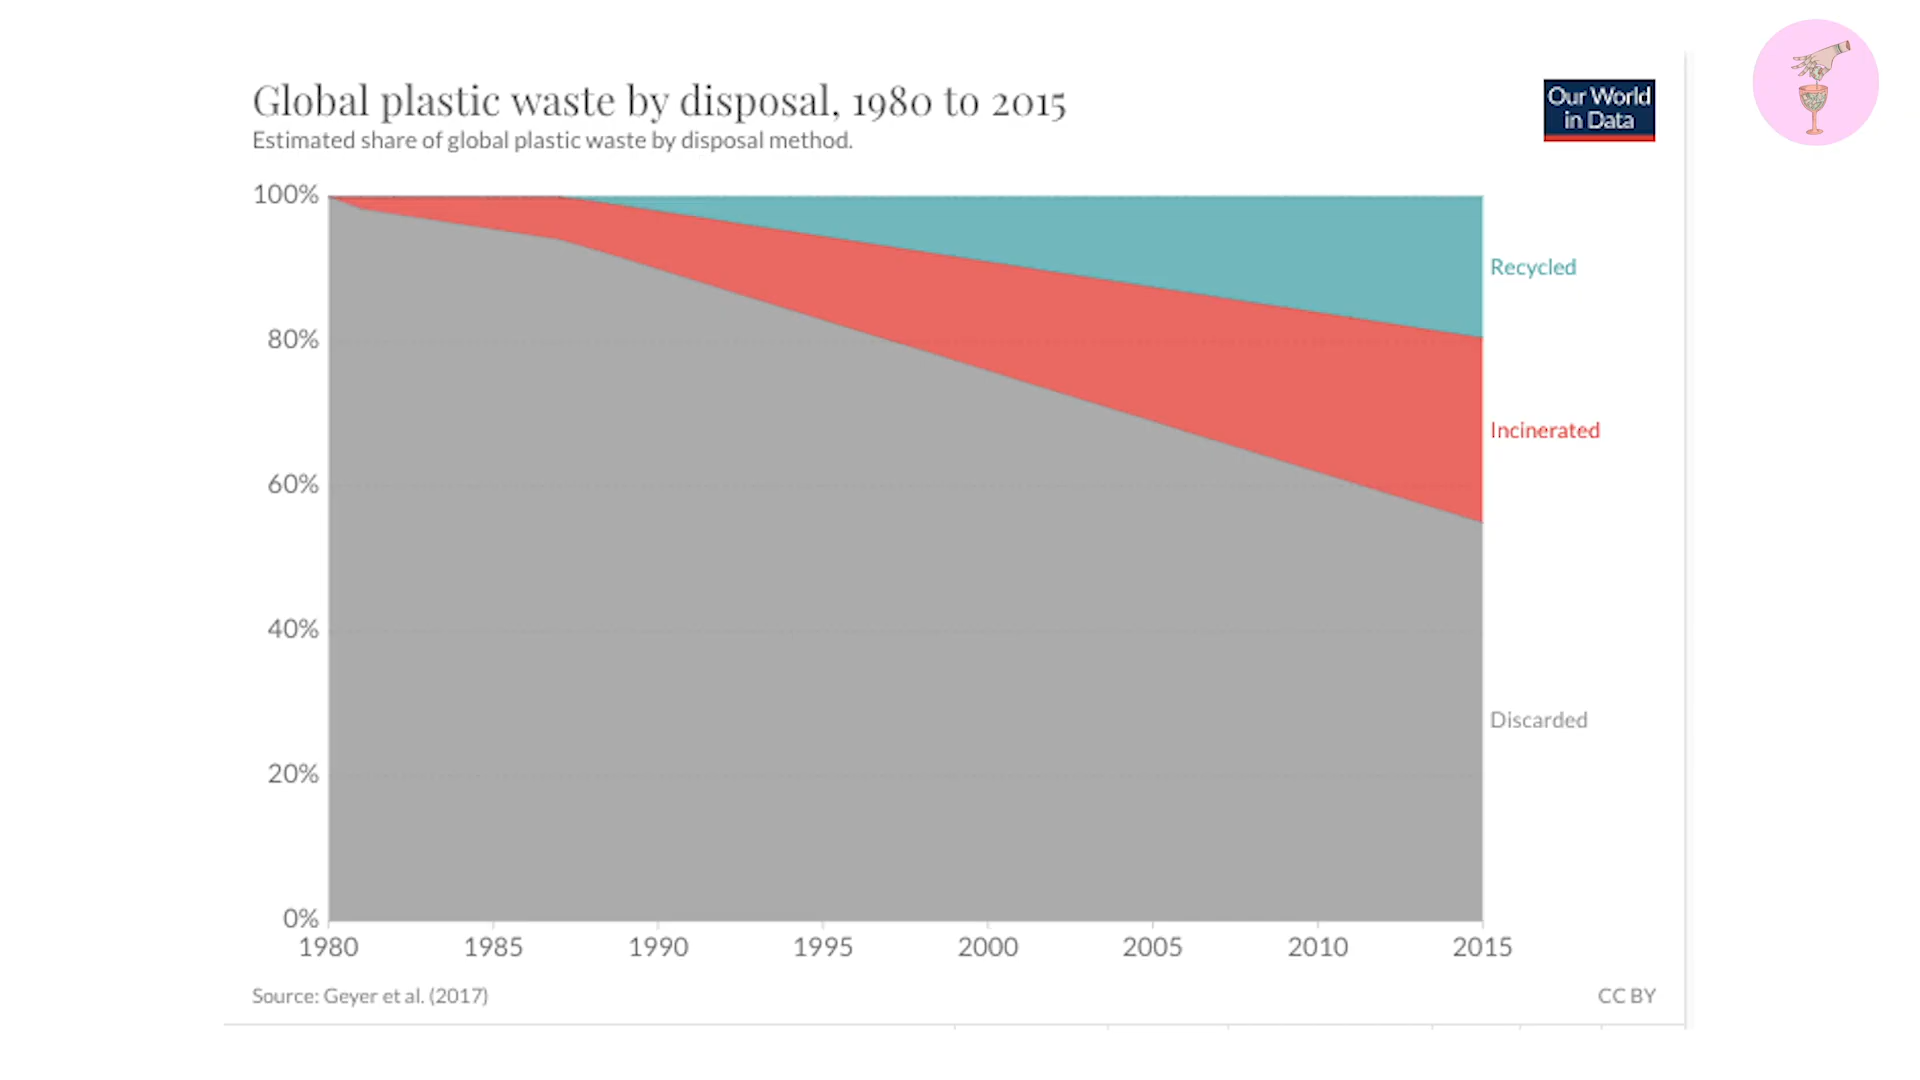 Global plastic waste by disposal, 1980 to 2015
Estimated share of global plastic waste by disposal method.
Our World
in Data
100%
80%
60%
40%
20%
0%
Recycled
Incinerated
Discarded
1980 1985 1990 1995 2000 2005 2010 2015
Source: Geyer et al. (2017)
CC BY